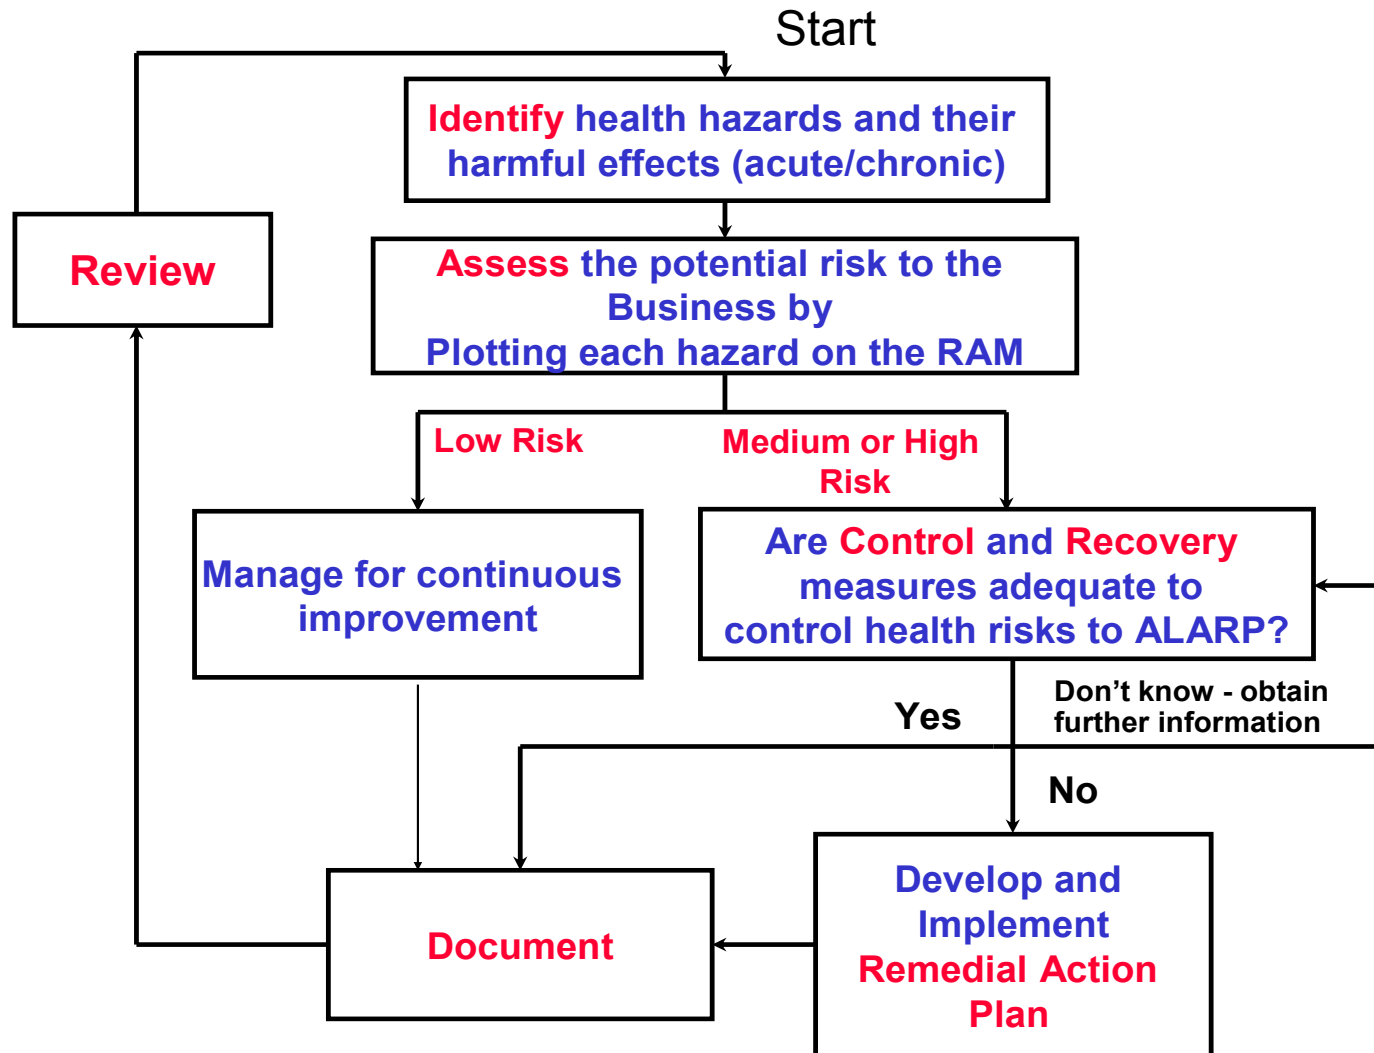 Start
Identify health hazards and their
harmful effects (acute/chronic)
Review
Assess the potential risk to the
Business by
Plotting each hazard on the RAM
Low Risk
Medium or High
Risk
Manage for continuous
improvement
Are Control and Recovery
measures adequate to
control health risks to ALARP?
Yes
Don’t know - obtain
further information
No
Document
Develop and
Implement
Remedial Action
Plan